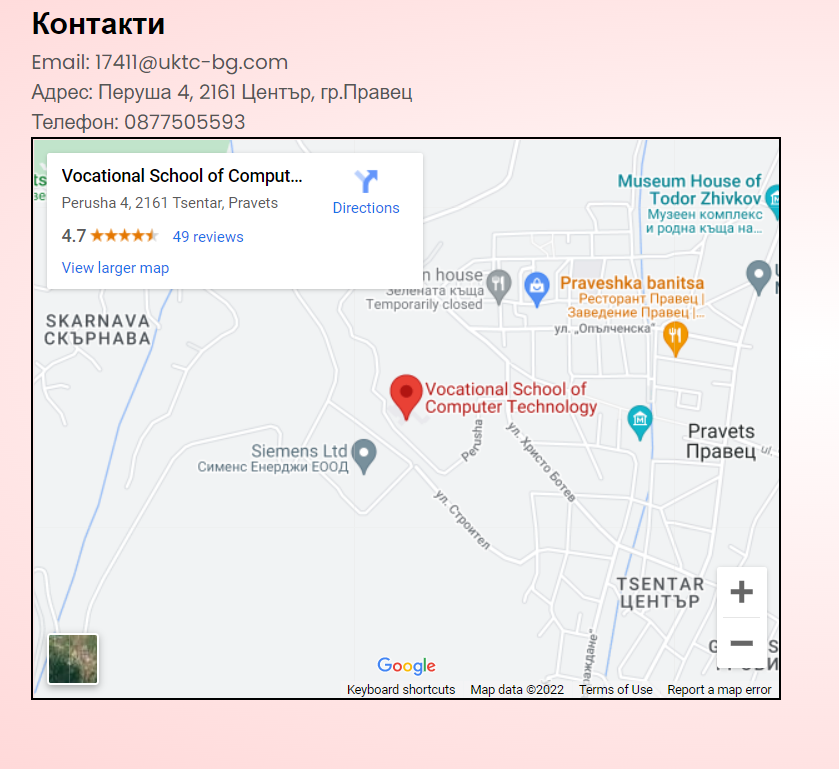 Контакти
Email: 17411@uktc-bg.com
Адрес: Перуша 4, 2161 Център, гр.Правец
Телефон: 0877505593
Vocational School of Comput...
Perusha 4, 2161 Tsentar, Pravets
Directions
4.7
49 reviews
View larger map
Museum House of
Todor Zhivkov
Музеен комплекс
и родна къща на...
n house
Зелената къща
Temporarily closed
Praveshka banitsa
Ресторант Правец |
Заведение Правец |...
ул. „Опълченска“
SKARNAVA
СКЪРНАВА
Vocational School of
Computer Technology
Pravets
Правец
ul.
Perusha
ул. Христо Ботев
Siemens Ltd
Сименс Енерджи ЕООД
ул. Строител
TSENTAR
ЦЕНТЪР
Google
Keyboard shortcuts
Map data ©2022
Terms of Use
Report a map error